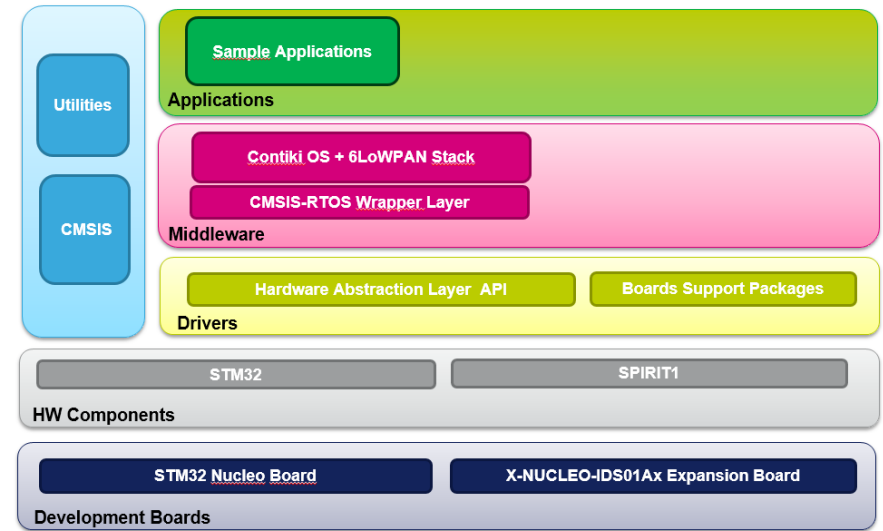 Utilities
CMSIS
Sample Applications
Applications
Contiki OS + 6LoWPAN Stack
CMSIS-RTOS Wrapper Layer
Middleware
Hardware Abstraction Layer API
Boards Support Packages
Drivers
STM32
SPIRIT1
HW Components
STM32 Nucleo Board
X-NUCLEO-IDS01Ax Expansion Board
Development Boards